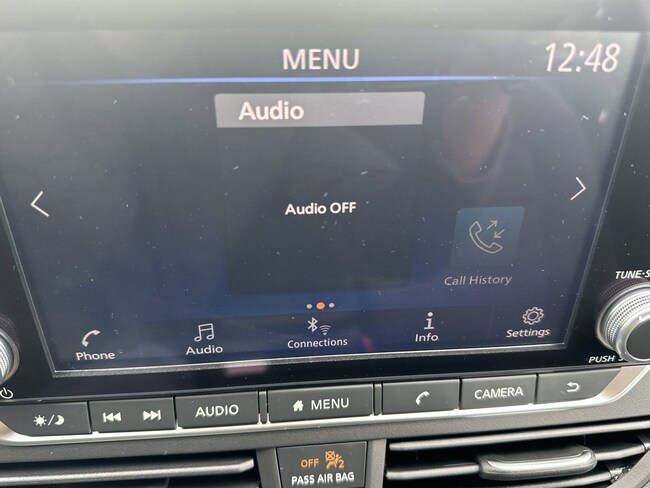 MENU 12:48
Audio
Audio OFF
Call History
TUNE-S
Phone Audio Connections Info Settings
PUSH
AUDIO MENU CAMERA
OFF 2
PASS AIR BAG